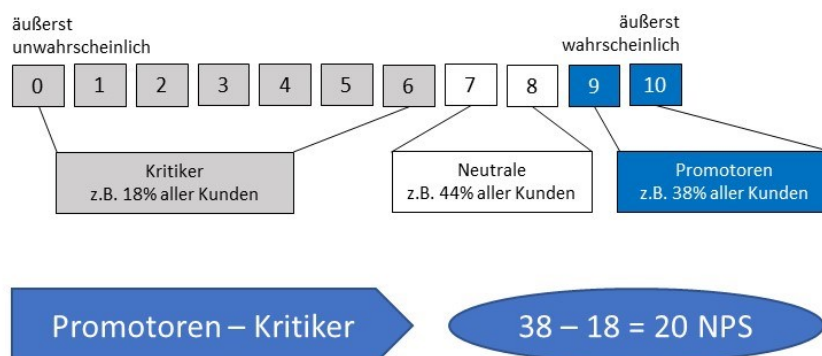 äußerst
unwahrscheinlich
äußerst
wahrscheinlich
0 1 2 3 4 5 6 7 8 9 10
Kritiker
z.B. 18% aller Kunden
Neutrale
z.B. 44% aller Kunden
Promotoren
z.B. 38% aller Kunden
Promotoren – Kritiker
38 – 18 = 20 NPS